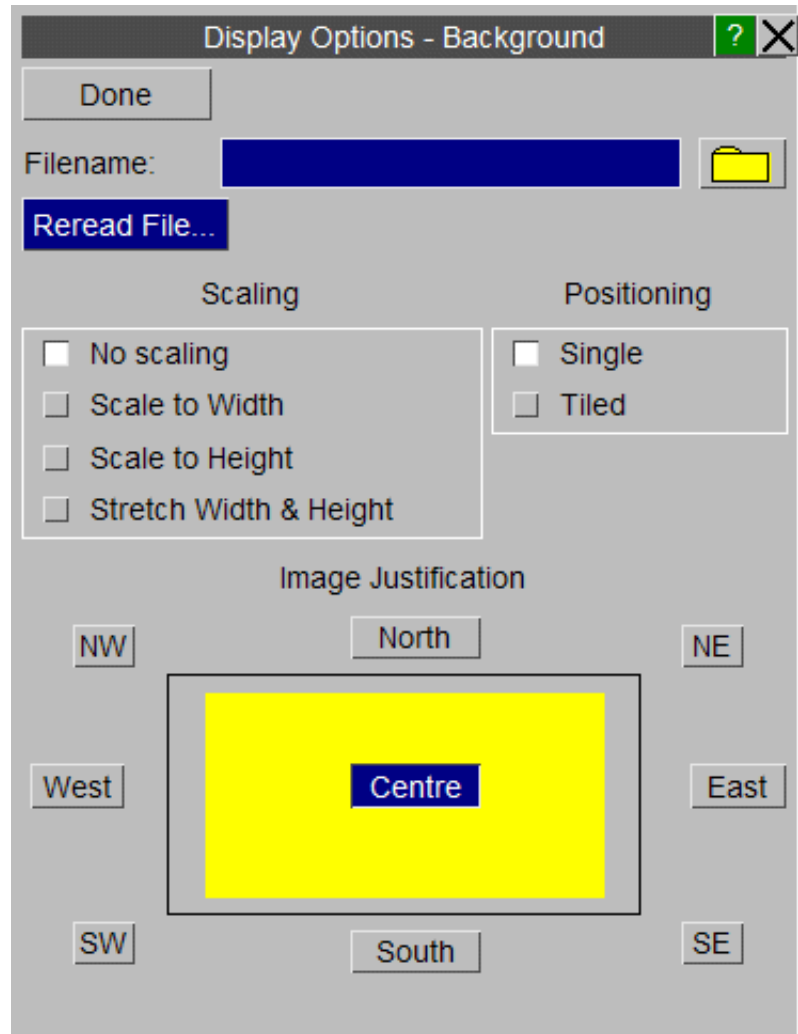 Display Options - Background ?
Done
Filename:
Reread File...
Scaling Positioning
No scaling Single
Scale to Width Tiled
Scale to Height
Stretch Width & Height
Image Justification
NW North NE
West Centre East
SW South SE